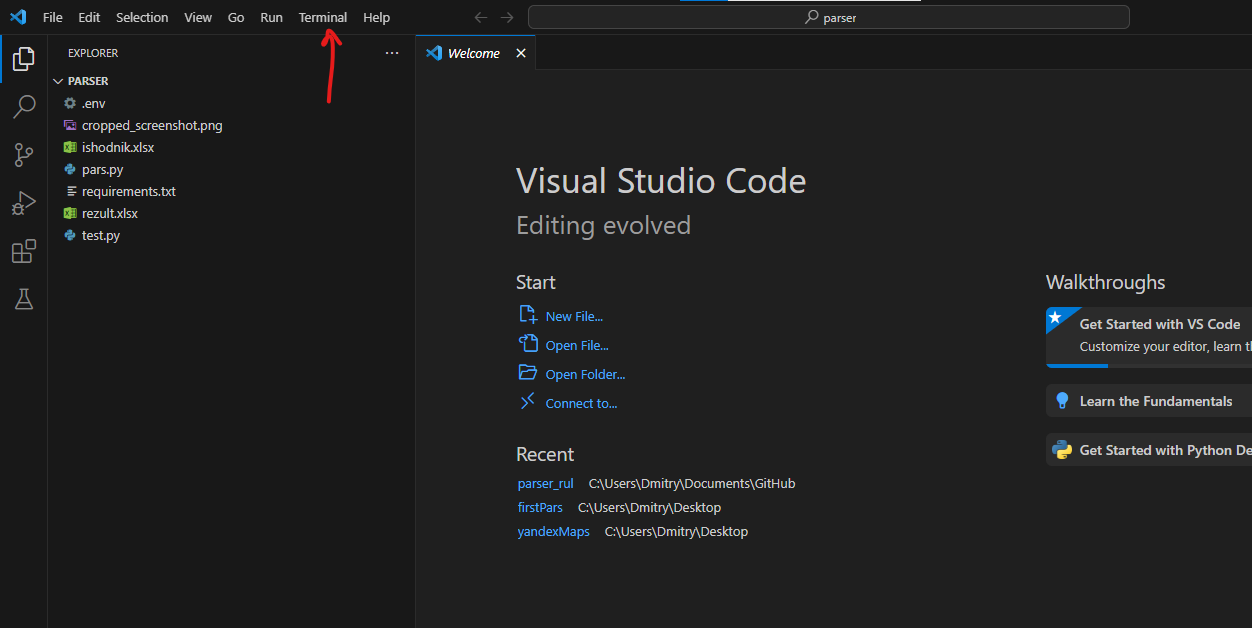 File Edit Selection View Go Run Terminal Help
parser
EXPLORER
Welcome
PARSER
.env
cropped_screenshot.png
ishodnik.xlsx
pars.py
requirements.txt
rezult.xlsx
test.py
Visual Studio Code
Editing evolved
Start
New File...
Open File...
Open Folder...
Connect to...
Recent
parser_rul C:\Users\Dmitry\Documents\GitHub
firstPars C:\Users\Dmitry\Desktop
yandexMaps C:\Users\Dmitry\Desktop
Walkthroughs
Get Started with VS Code
Customize your editor, learn th
Learn the Fundamentals
Get Started with Python De